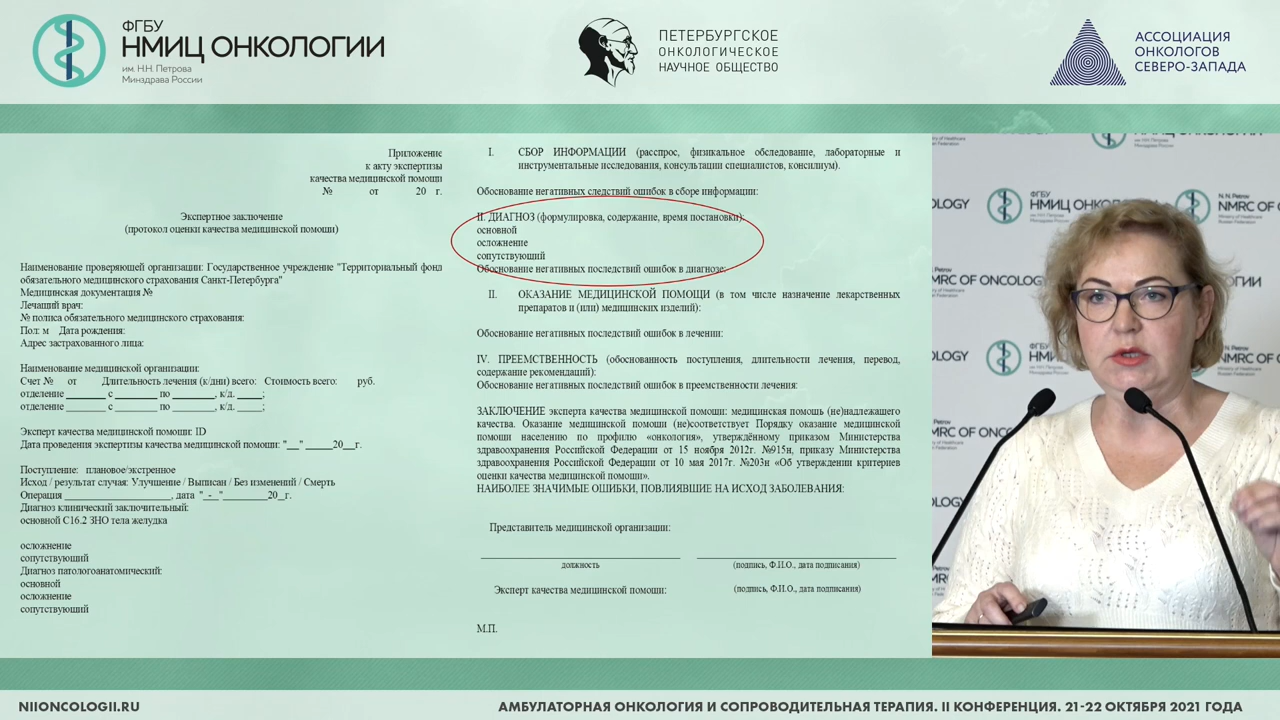 ФГБУ
НМИЦ ОНКОЛОГИИ
им. Н.Н. Петрова
Минздрава России
ПЕТЕРБУРГСКОЕ
ОНКОЛОГИЧЕСКОЕ
НАУЧНОЕ ОБЩЕСТВО
АССОЦИАЦИЯ
ОНКОЛОГОВ
СЕВЕРО-ЗАПАДА
Приложение
к акту экспертизы
качества медицинской помощи
№ от 20 г.
Экспертное заключение
(протокол оценки качества медицинской помощи)
Наименование проверяющей организации: Государственное учреждение "Территориальный фонд
обязательного медицинского страхования Санкт-Петербурга"
Медицинская документация №
Лечащий врач:
№ полиса обязательного медицинского страхования:
Пол: м Дата рождения:
Адрес застрахованного лица:
Наименование медицинской организации:
Счет № от Длительность лечения (к/дни) всего: Стоимость всего: руб.
отделение ________ с ________ по ________, к/д. _____;
отделение ________ с ________ по ________, к/д. _____;
Эксперт качества медицинской помощи: ID
Дата проведения экспертизы качества медицинской помощи: "__" _____20__г.
Поступление: плановое/экстренное
Исход / результат случая: Улучшение / Выписан / Без изменений / Смерть
Операция ____________________, дата "_-_"________20_г.
Диагноз клинический заключительный:
основной С16.2 ЗНО тела желудка
осложнение
сопутствующий
Диагноз патологоанатомический:
основной
осложнение
сопутствующий
I. СБОР ИНФОРМАЦИИ (расспрос, физикальное обследование, лабораторные и
инструментальные исследования, консультации специалистов, консилиум).
Обоснование негативных следствий ошибок в сборе информации:
II. ДИАГНОЗ (формулировка, содержание, время постановки):
основной
осложнение
сопутствующий
Обоснование негативных последствий ошибок в диагнозе:
II. ОКАЗАНИЕ МЕДИЦИНСКОЙ ПОМОЩИ (в том числе назначение лекарственных
препаратов и (или) медицинских изделий):
Обоснование негативных последствий ошибок в лечении:
IV. ПРЕЕМСТВЕННОСТЬ (обоснованность поступления, длительности лечения, перевод,
содержание рекомендаций):
Обоснование негативных последствий ошибок в преемственности лечения:
ЗАКЛЮЧЕНИЕ эксперта качества медицинской помощи: медицинская помощь (не)надлежащего
качества. Оказание медицинской помощи (не)соответствует Порядку оказание медицинской
помощи населению по профилю «онкология», утверждённому приказом Министерства
здравоохранения Российской Федерации от 15 ноября 2012г. №915н, приказу Министерства
здравоохранения Российской Федерации от 10 мая 2017г. №203н «Об утверждении критериев
оценки качества медицинской помощи».
НАИБОЛЕЕ ЗНАЧИМЫЕ ОШИБКИ, ПОВЛИЯВШИЕ НА ИСХОД ЗАБОЛЕВАНИЯ:
Представитель медицинской организации:
должность (подпись, Ф.И.О., дата подписания)
Эксперт качества медицинской помощи: (подпись, Ф.И.О., дата подписания)
М.П.
NIIONCOLOGII.RU
АМБУЛАТОРНАЯ ОНКОЛОГИЯ И СОПРОВОДИТЕЛЬНАЯ ТЕРАПИЯ. II КОНФЕРЕНЦИЯ. 21-22 ОКТЯБРЯ 2021 ГОДА